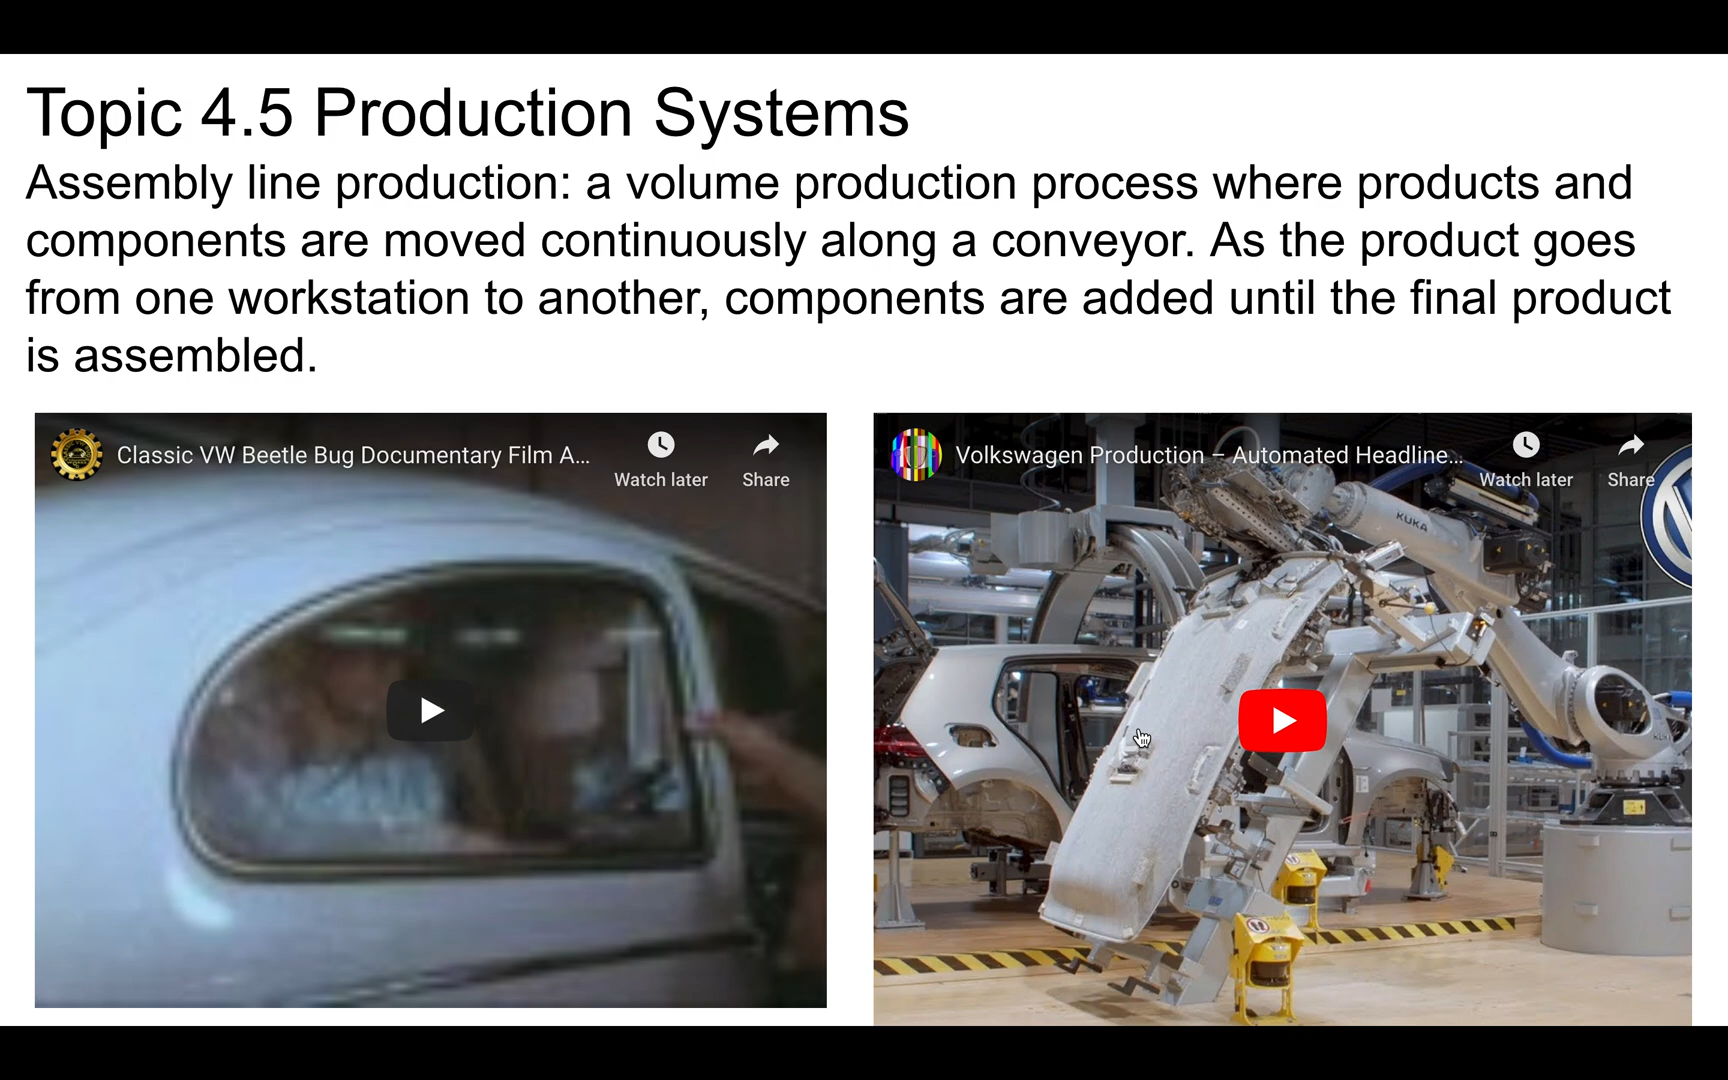 Topic 4.5 Production Systems
Assembly line production: a volume production process where products and
components are moved continuously along a conveyor. As the product goes
from one workstation to another, components are added until the final product
is assembled.
Classic VW Beetle Bug Documentary Film A...
Watch later
Share
Volkswagen Production – Automated Headline...
Watch later
Share
KUKA